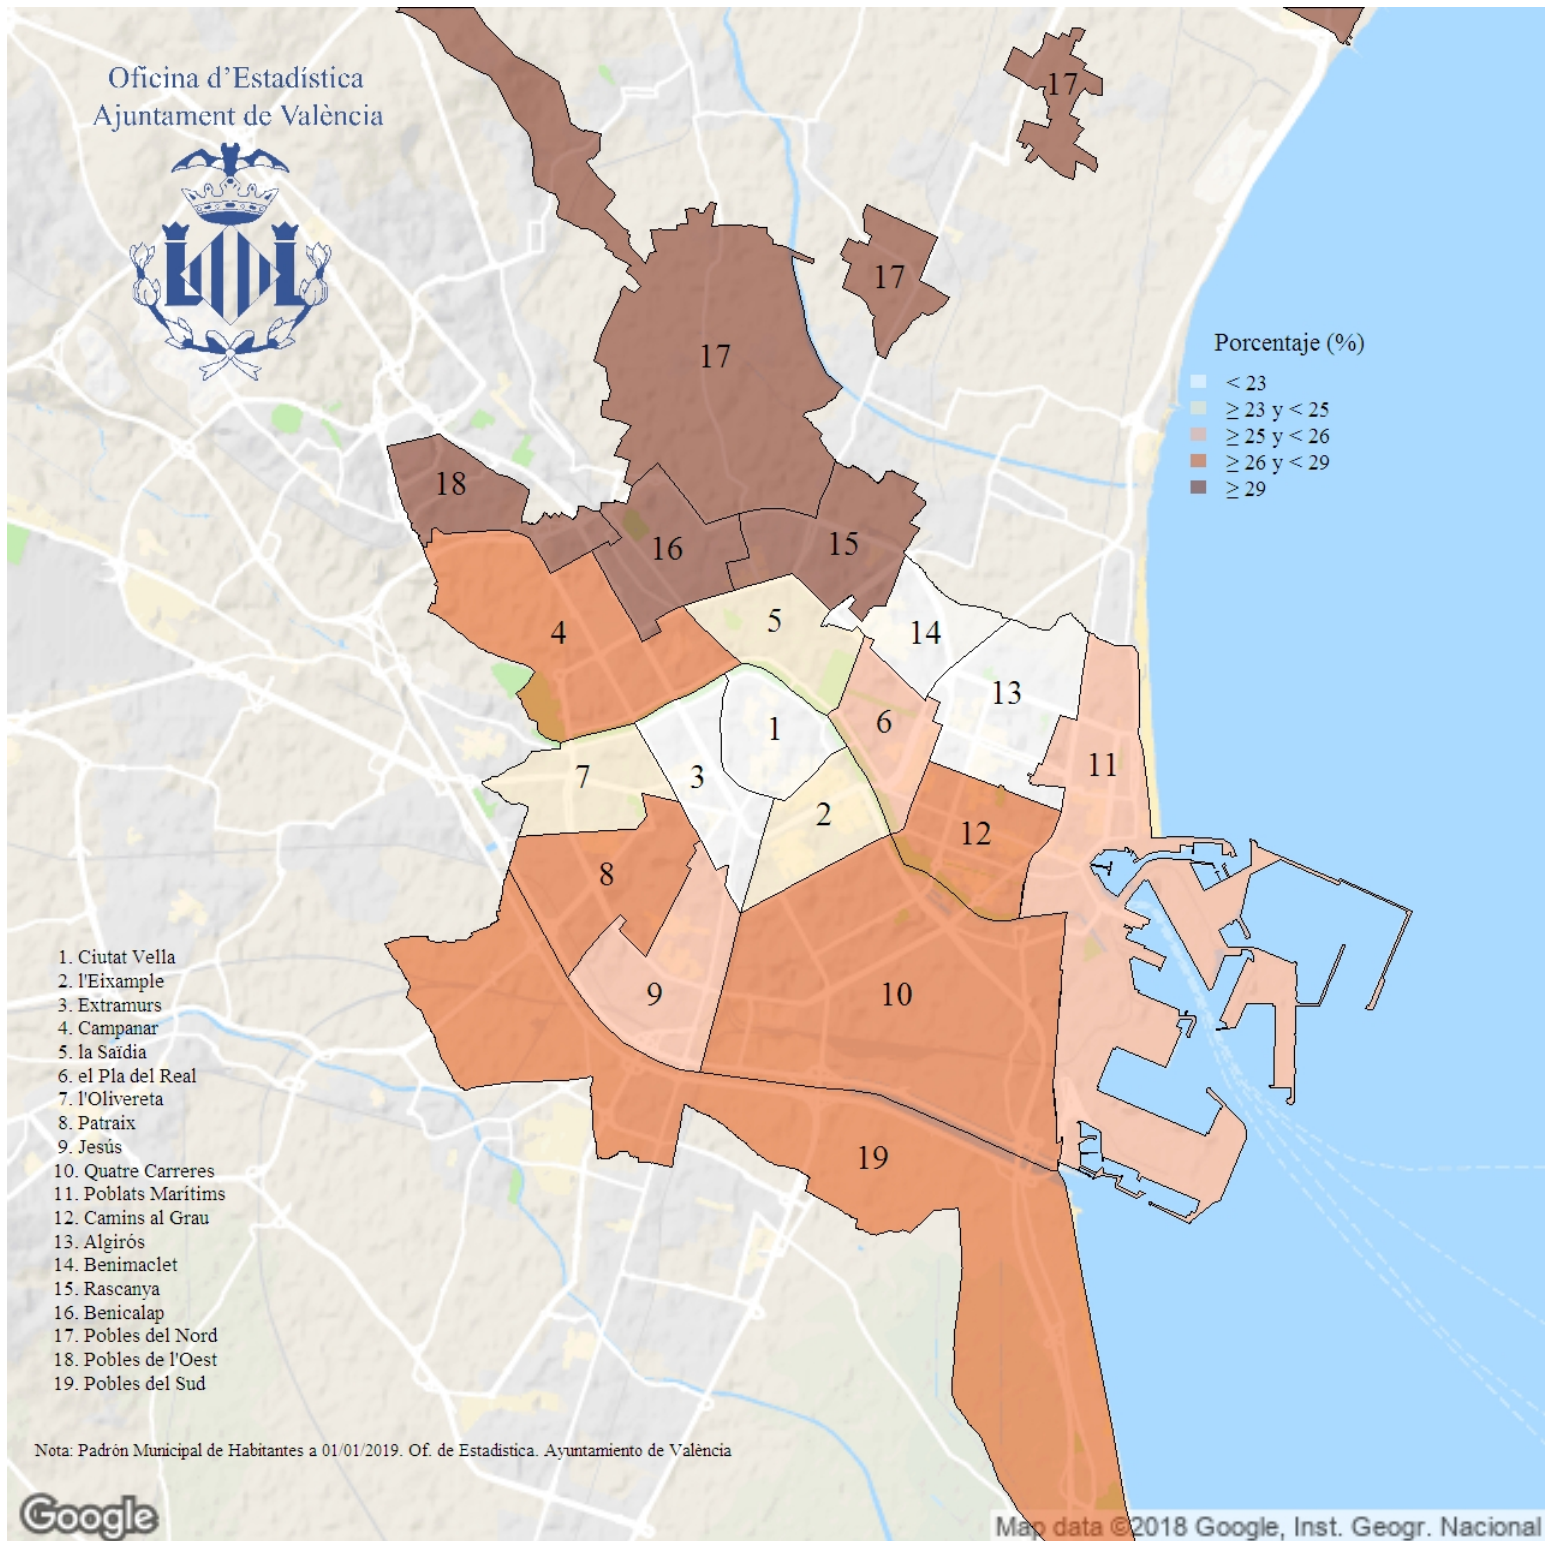 Oficina d'Estadística
Ajuntament de València
17
17
17
Porcentaje (%)
< 23
≥ 23 y < 25
≥ 25 y < 26
≥ 26 y < 29
≥ 29
18
16
15
5
4
14
13
6
1
11
7
3
2
12
8
9
10
19
1. Ciutat Vella
2. l'Eixample
3. Extramurs
4. Campanar
5. la Saïdia
6. el Pla del Real
7. l'Olivereta
8. Patraix
9. Jesús
10. Quatre Carreres
11. Poblats Marítims
12. Camins al Grau
13. Algirós
14. Benimaclet
15. Rascanya
16. Benicalap
17. Pobles del Nord
18. Pobles de l'Oest
19. Pobles del Sud
Nota: Padrón Municipal de Habitantes a 01/01/2019. Of. de Estadística. Ayuntamiento de València
Google
Map data ©2018 Google, Inst. Geogr. Nacional